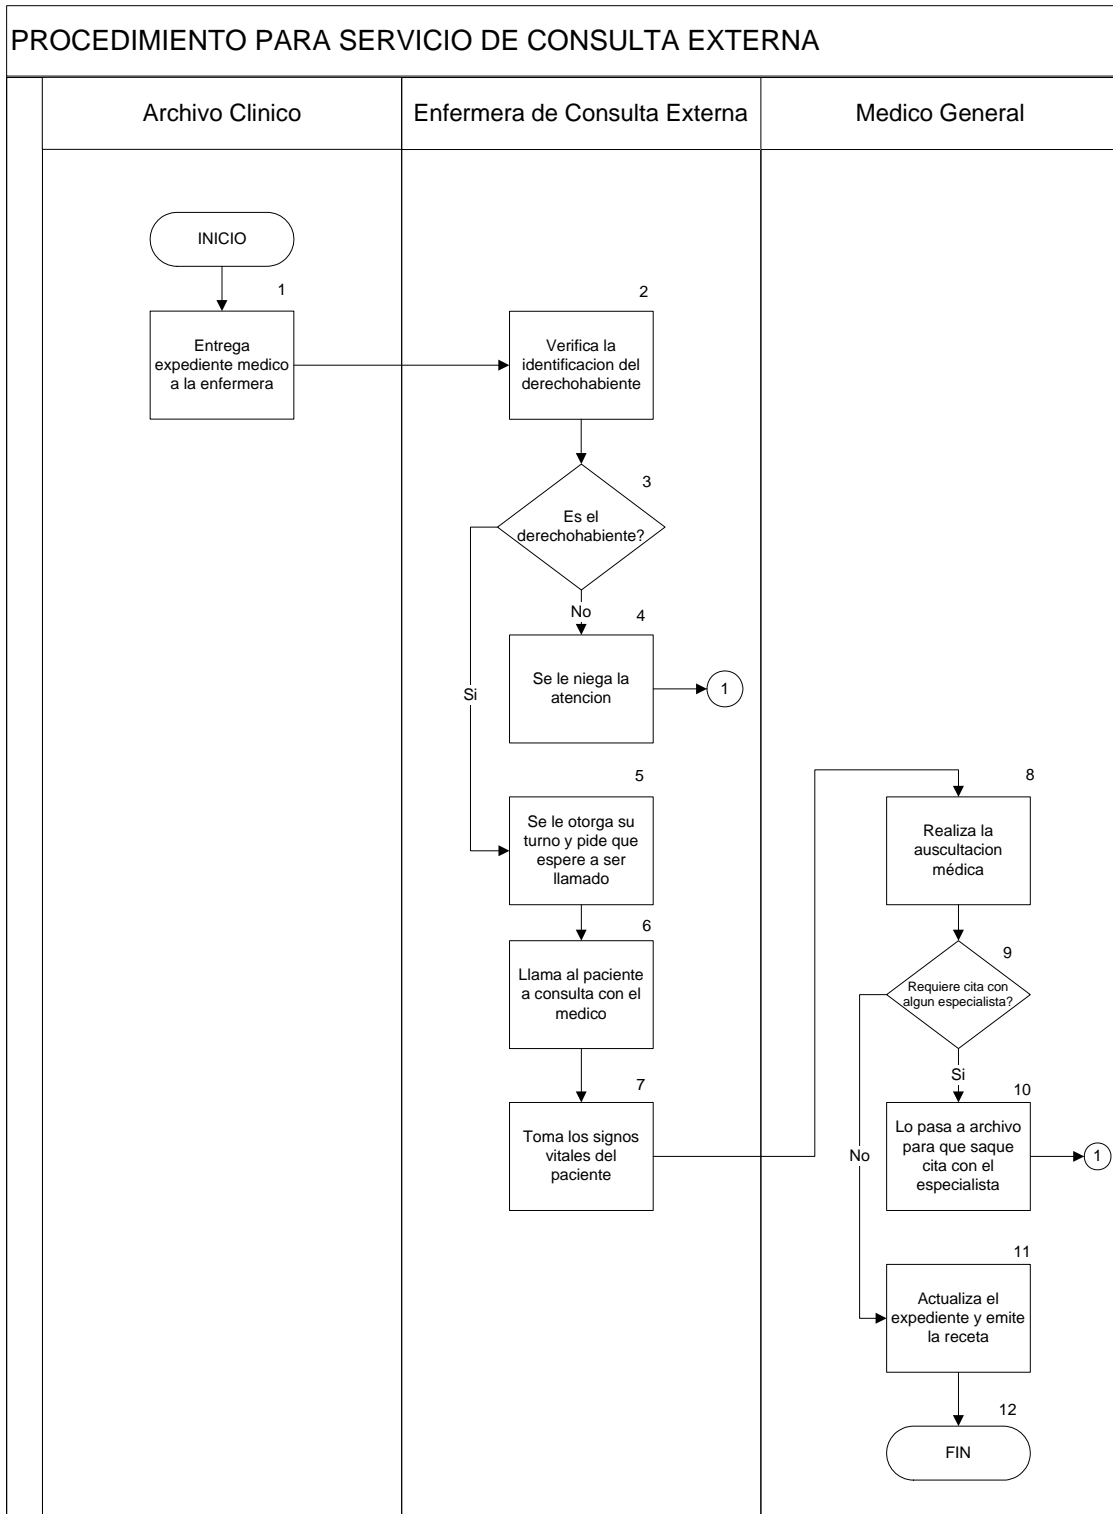 PROCEDIMIENTO PARA SERVICIO DE CONSULTA EXTERNA
Archivo Clinico
Enfermera de Consulta Externa
Medico General
INICIO
1
Entrega
expediente medico
a la enfermera
2
Verifica la
identificacion del
derechohabiente
3
Es el
derechohabiente?
No
4
Se le niega la
atencion
1
Si
5
Se le otorga su
turno y pide que
espere a ser
llamado
6
Llama al paciente
a consulta con el
medico
7
Toma los signos
vitales del
paciente
8
Realiza la
auscultacion
médica
9
Requiere cita con
algun especialista?
Si
10
Lo pasa a archivo
para que saque
cita con el
especialista
1
No
11
Actualiza el
expediente y emite
la receta
12
FIN